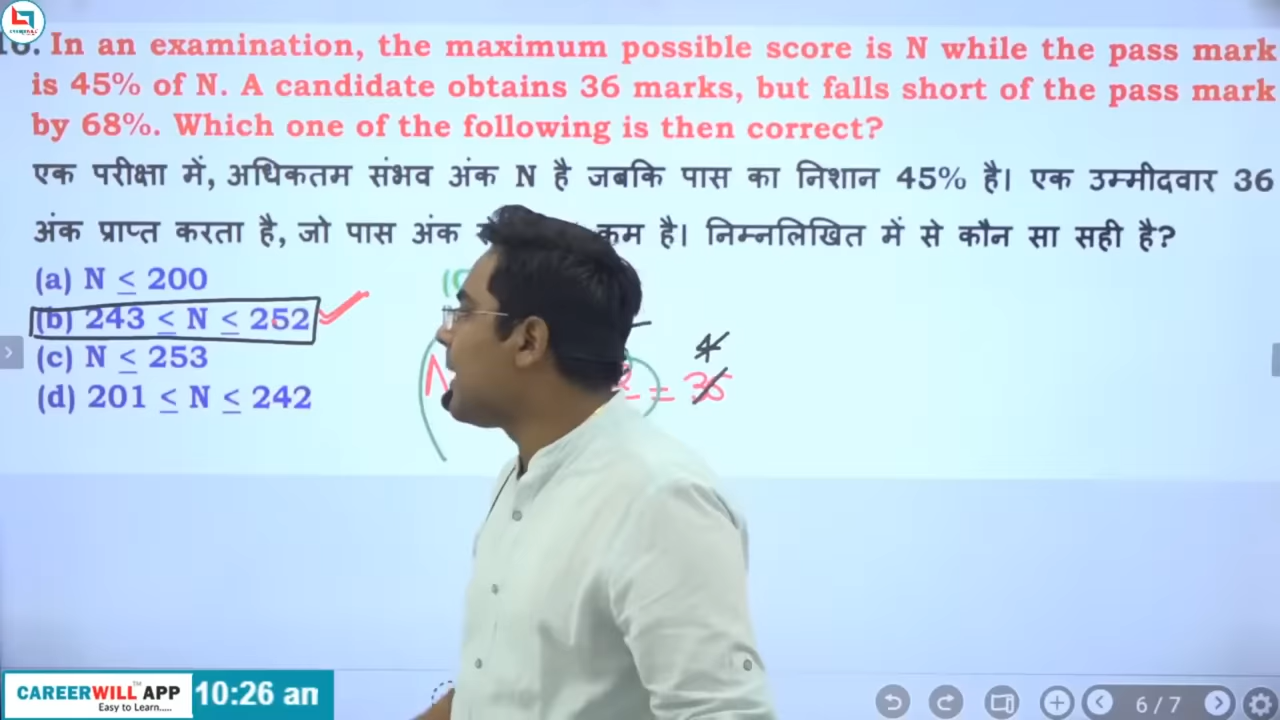 CAREERWILL
In an examination, the maximum possible score is N while the pass mark
is 45% of N. A candidate obtains 36 marks, but falls short of the pass mark
by 68%. Which one of the following is then correct?
एक परीक्षा में, अधिकतम संभव अंक N है जबकि पास का निशान 45% है। एक उम्मीदवार 36
अंक प्राप्त करता है, जो पास अंक कम है। निम्नलिखित में से कौन सा सही है?
(a) N ≤ 200
(b) 243 ≤ N ≤ 252
(c) N ≤ 253
(d) 201 ≤ N ≤ 242
4
N = 36
CAREERWILL APP
Easy to Learn.....
10:26 an
6 / 7